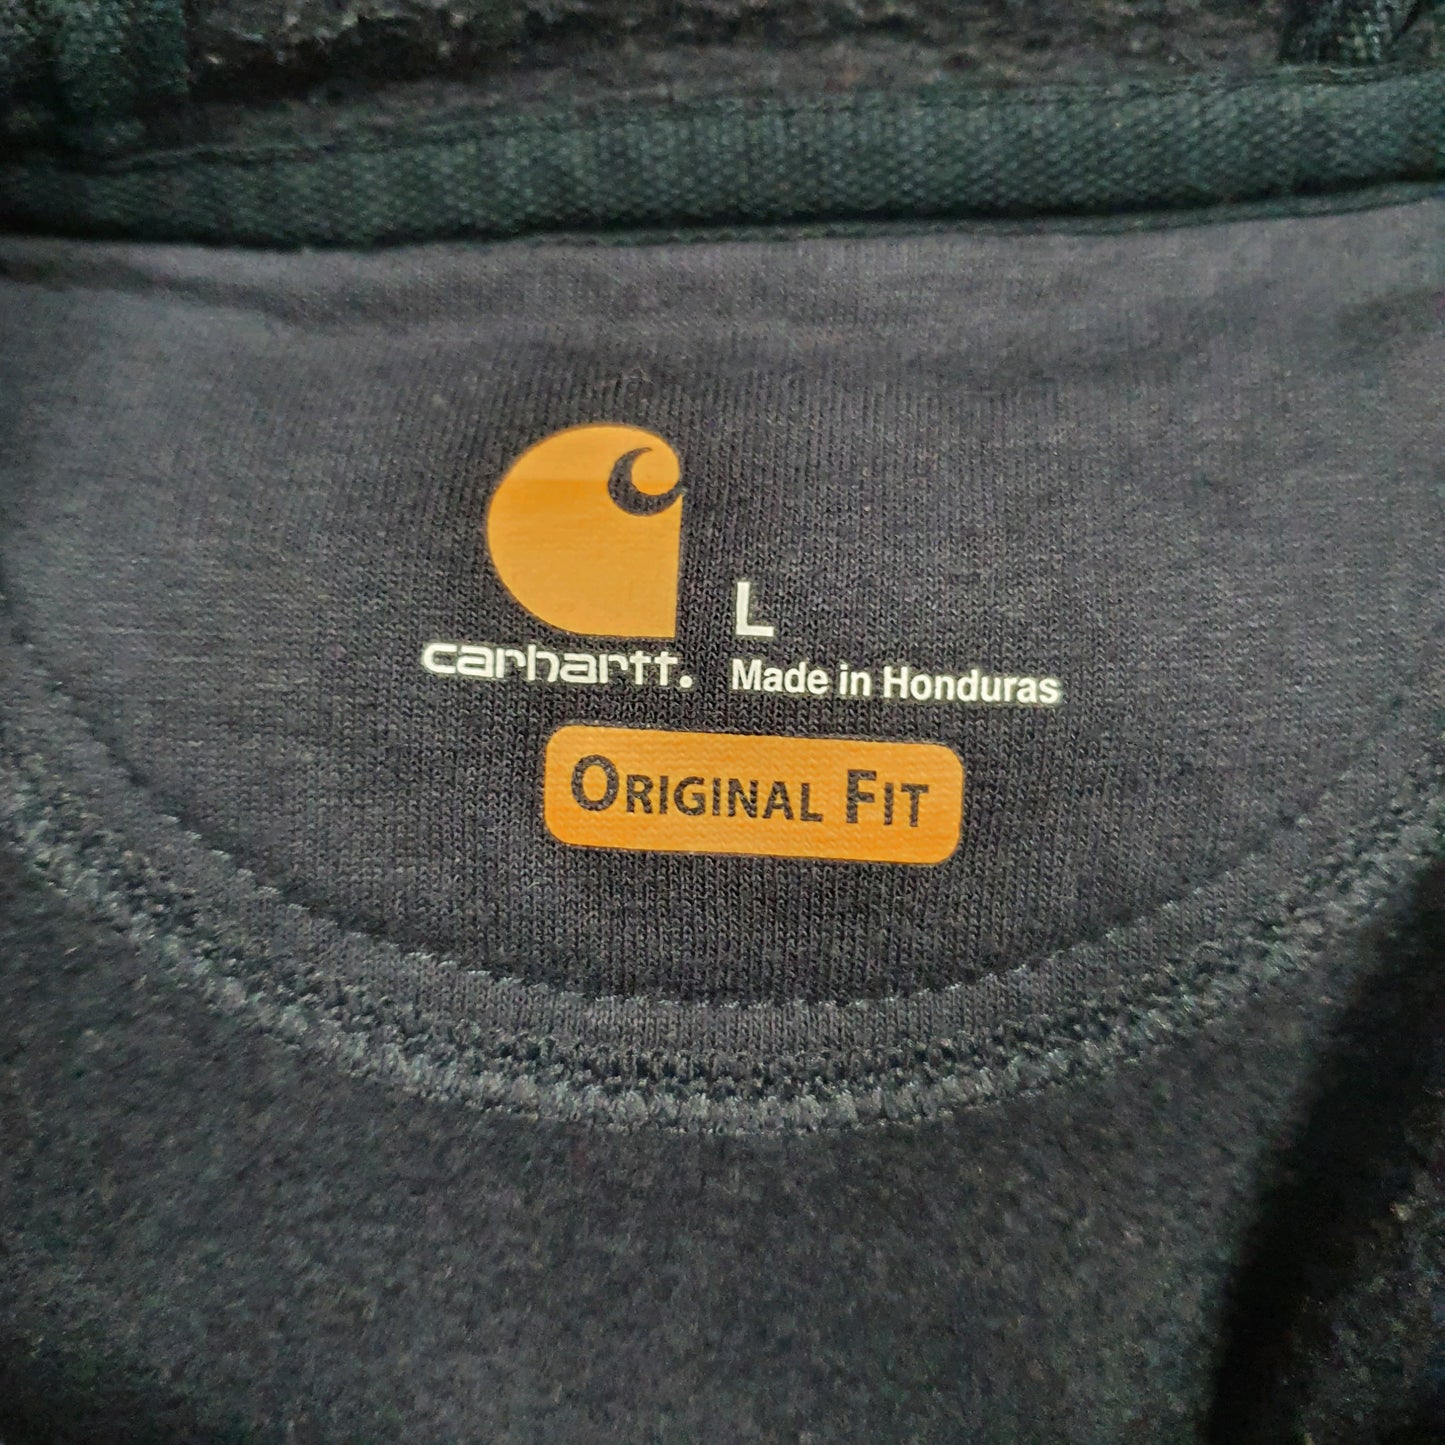 L
carhartt.
Made in Honduras
ORIGINAL FIT